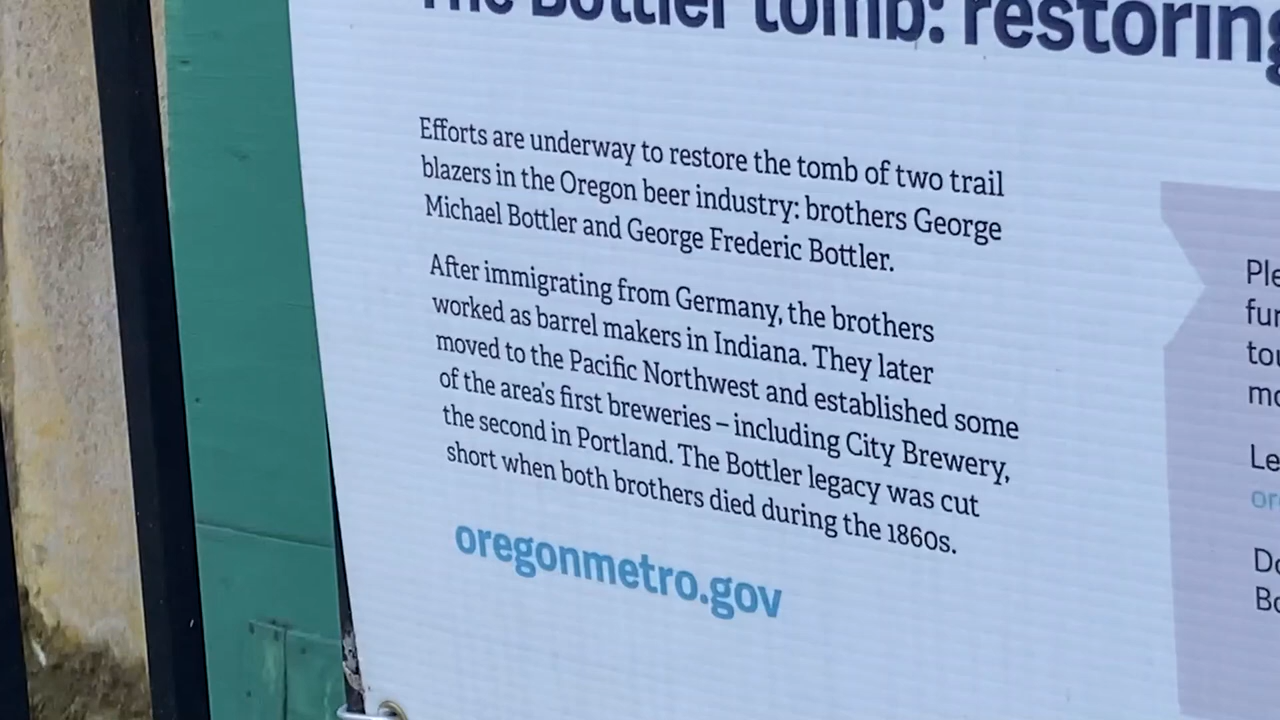 The Bottler tomb: restoring
Efforts are underway to restore the tomb of two trail
blazers in the Oregon beer industry: brothers George
Michael Bottler and George Frederic Bottler.
After immigrating from Germany, the brothers
worked as barrel makers in Indiana. They later
moved to the Pacific Northwest and established some
of the area's first breweries – including City Brewery,
the second in Portland. The Bottler legacy was cut
short when both brothers died during the 1860s.
oregonmetro.gov